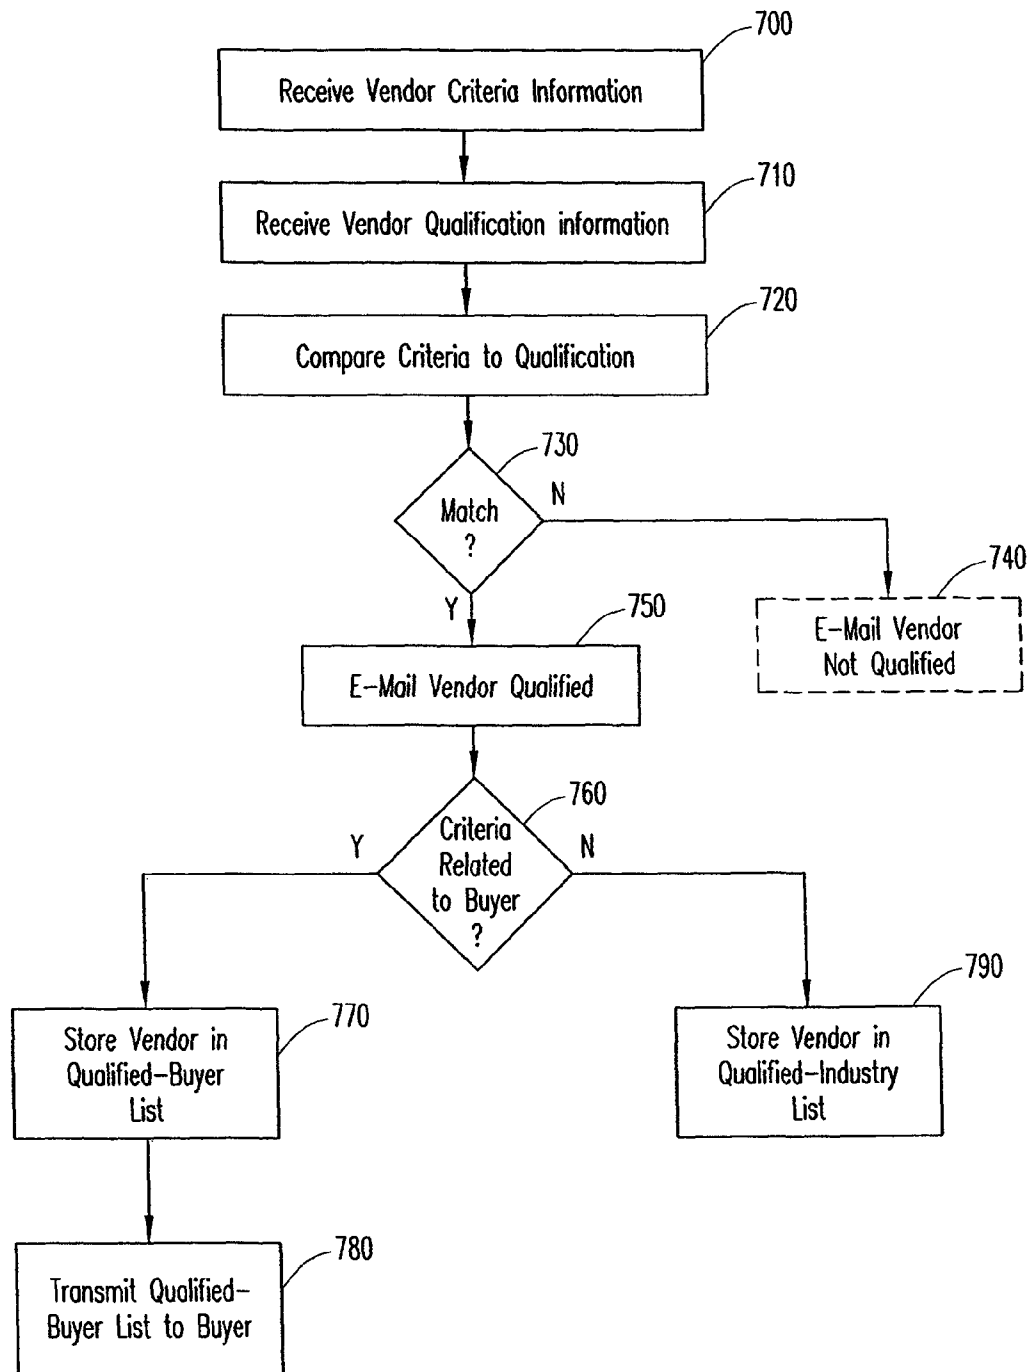 700
Receive Vendor Criteria Information
710
Receive Vendor Qualification information
720
Compare Criteria to Qualification
730
Match
?
N
Y
740
E-Mail Vendor
Not Qualified
750
E-Mail Vendor Qualified
760
Criteria
Related
to Buyer
?
Y
N
770
Store Vendor in
Qualified-Buyer
List
790
Store Vendor in
Qualified-Industry
List
780
Transmit Qualified-
Buyer List to Buyer